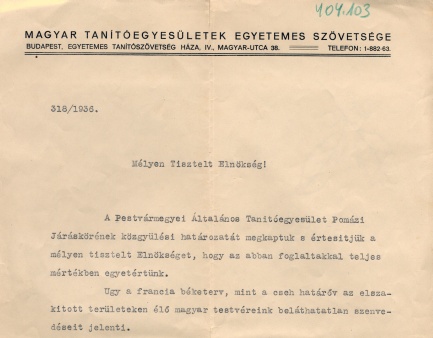 404.103
MAGYAR TANÍTÓEGYESÜLETEK EGYETEMES SZÖVETSÉGE
BUDAPEST, EGYETEMES TANÍTÓSZÖVETSÉG HÁZA, IV., MAGYAR-UTCA 36. TELEFON: 1-882-63.
318/1936.
Mélyen Tisztelt Elnökség!
A Pestvármegyei Általános Tanitóegyesület Pomázi
Járáskörének közgyülési határozatát megkaptuk s értesitjük a
mélyen tisztelt Elnökséget, hogy az abban foglaltakkal teljes
mértékben egyetértünk.
Ugy a francia béketerv, mint a cseh határőv az elsza-
kitott területeken élő magyar testvéreink beláthatatlan szenve-
déseit jelenti.